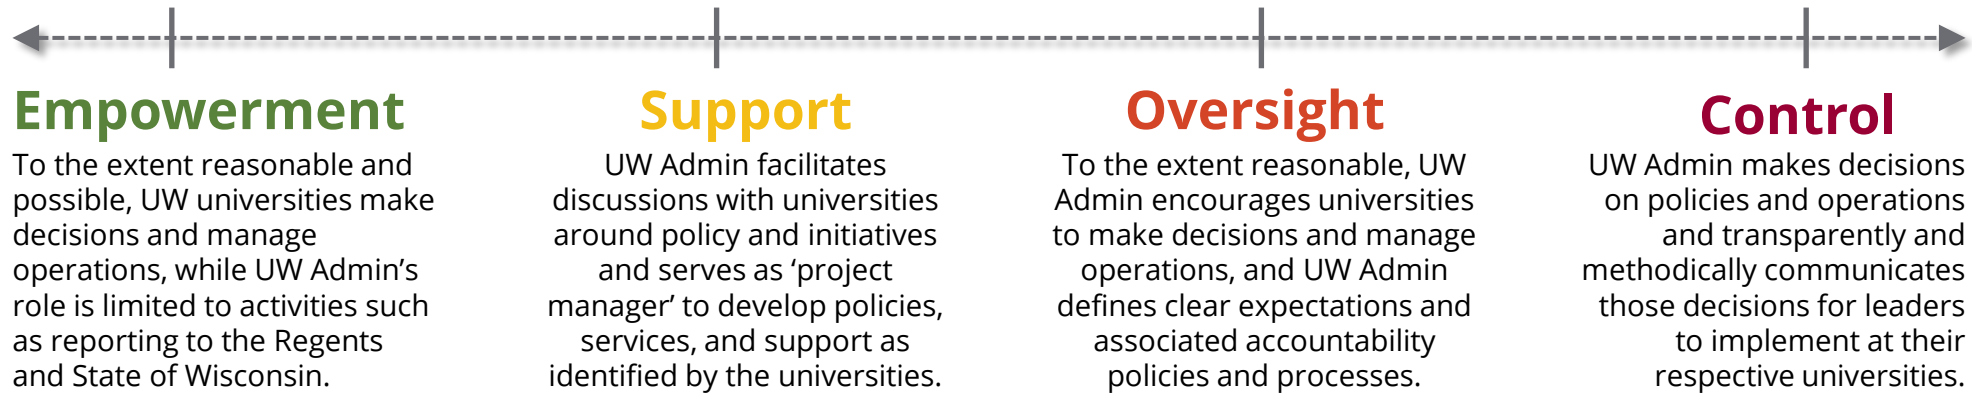 Empowerment
To the extent reasonable and
possible, UW universities make
decisions and manage
operations, while UW Admin’s
role is limited to activities such
as reporting to the Regents
and State of Wisconsin.
Support
UW Admin facilitates
discussions with universities
around policy and initiatives
and serves as ‘project
manager’ to develop policies,
services, and support as
identified by the universities.
Oversight
To the extent reasonable, UW
Admin encourages universities
to make decisions and manage
operations, and UW Admin
defines clear expectations and
associated accountability
policies and processes.
Control
UW Admin makes decisions
on policies and operations
and transparently and
methodically communicates
those decisions for leaders
to implement at their
respective universities.